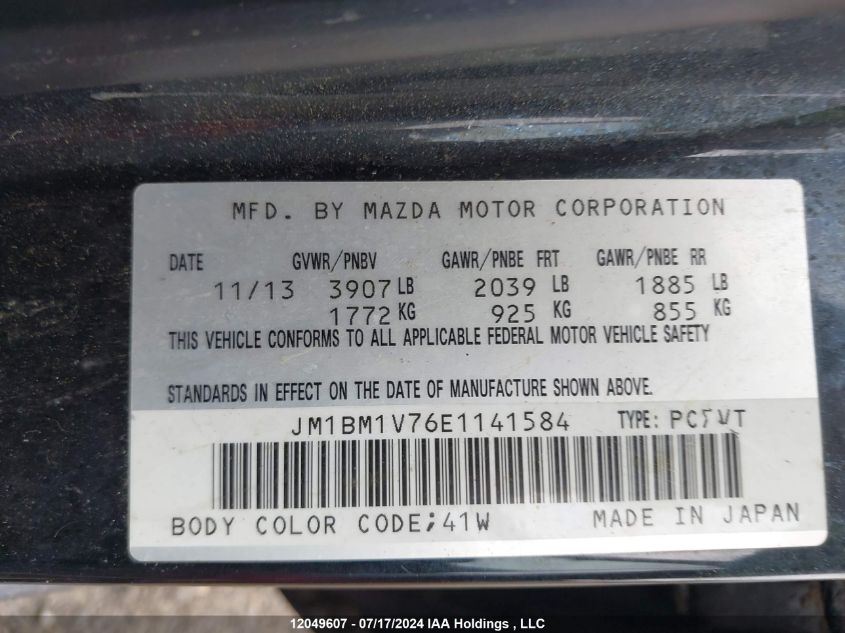 MFD. BY MAZDA MOTOR CORPORATION
DATE GVWR/PNBV GAWR/PNBE FRT GAWR/PNBE RR
11/13 3907 LB 2039 LB 1885 LB
1772 KG 925 KG 855 KG
THIS VEHICLE CONFORMS TO ALL APPLICABLE FEDERAL MOTOR VEHICLE SAFETY
STANDARDS IN EFFECT ON THE DATE OF MANUFACTURE SHOWN ABOVE.
JM1BM1V76E1141584 TYPE:
BODY COLOR CODE;41W MADE IN JAPAN
12049607 - 07/17/2024 IAA Holdings , LLC